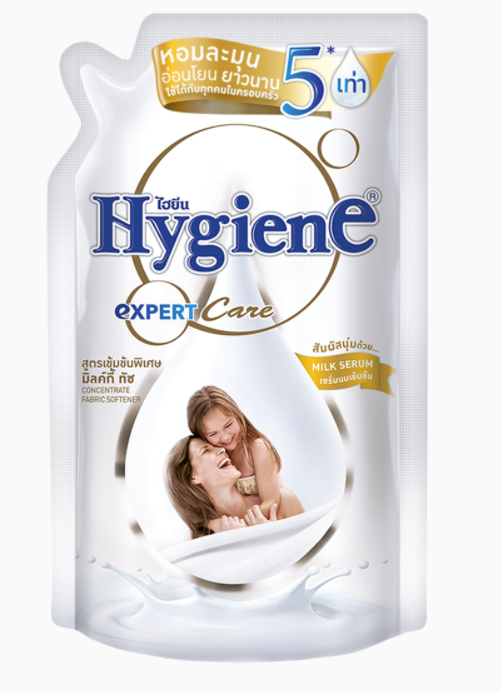 หอมละมุน
อ่อนโยน ยาวนาน
ใช้ได้กับทุกคนในครอบครัว
5* เท่า
ไฮยีน
Hygiene®
EXPERT Care
สูตรเข้มข้นพิเศษ
มิลค์กี้ ทัช
CONCENTRATE
FABRIC SOFTENER
สัมผัสนุ่มด้วย...
MILK SERUM
เซรั่มนมเข้มข้น